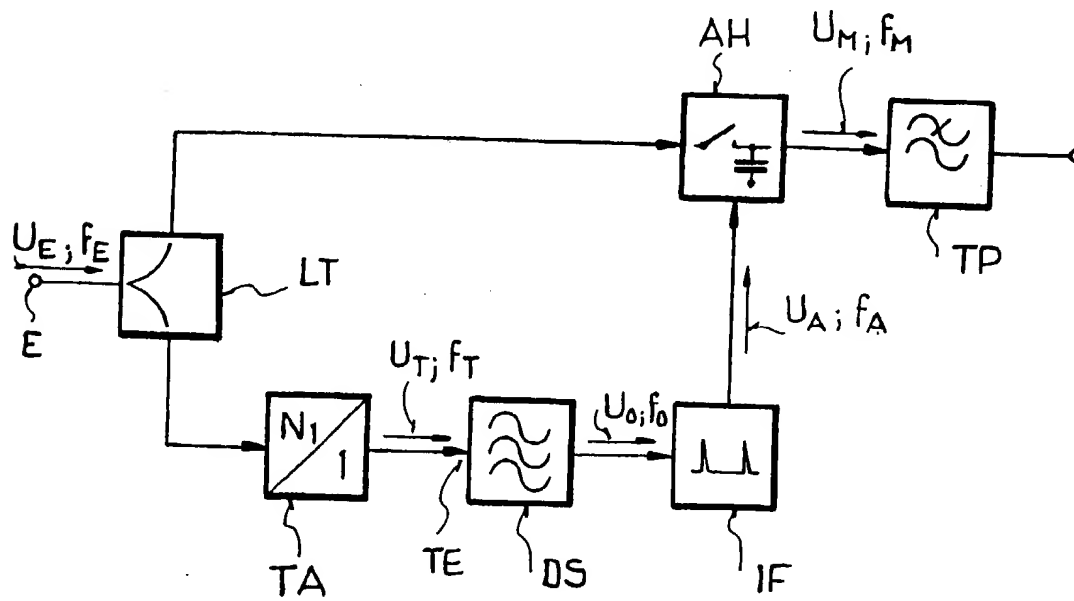 AH
U_M; f_M
U_E; f_E
LT
TP
E
U_A; f_A
U_T; f_T
U_0; f_0
N_1
1
TA
TE
DS
IF